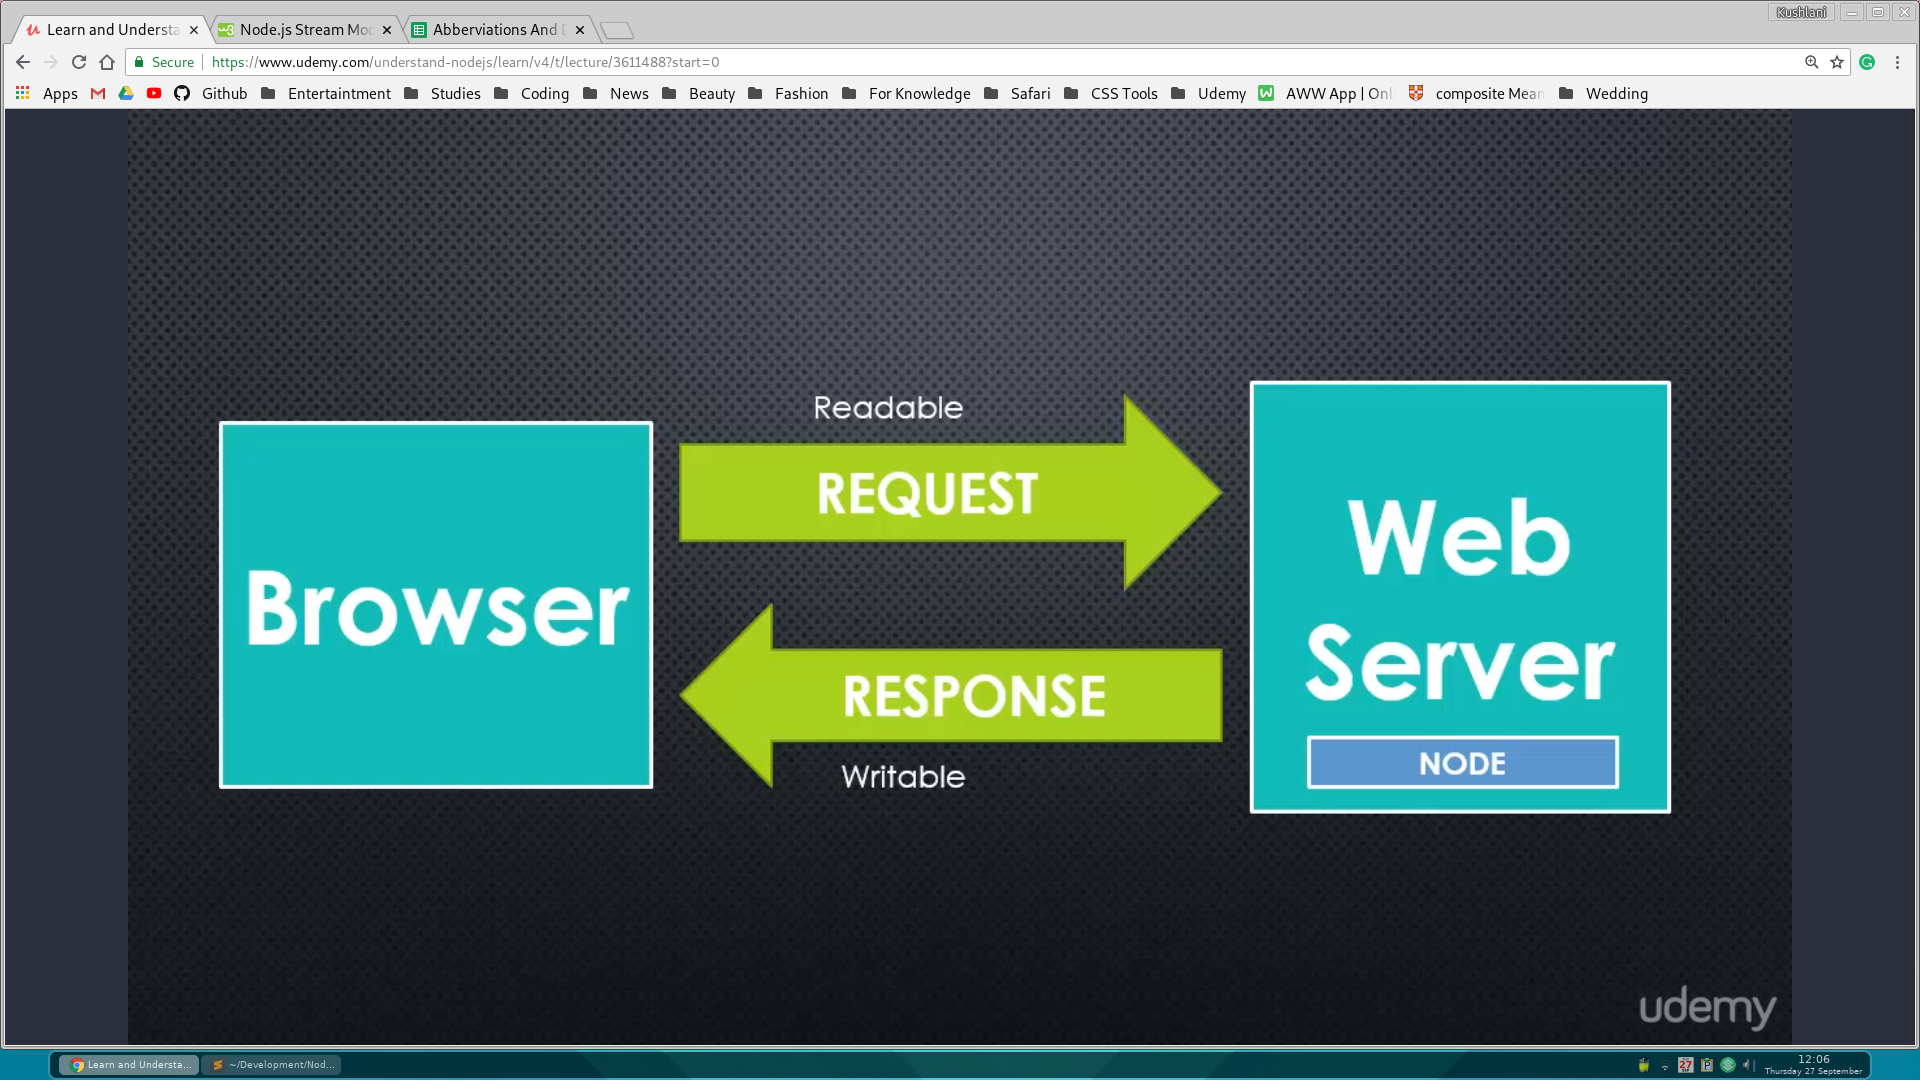 Kushlani
Learn and Understa
Node.js Stream Moc
Abberviations And D
Secure
https://www.udemy.com/understand-nodejs/learn/v4/t/lecture/3611488?start=0
Apps Github Entertaintment Studies Coding News Beauty Fashion For Knowledge Safari CSS Tools Udemy AWW App | Onl composite Mean Wedding
Readable
REQUEST
Browser
Web
Server
RESPONSE
NODE
Writable
udemy
Learn and Understa...
~/Development/Nod...
27
12:06
Thursday 27 September